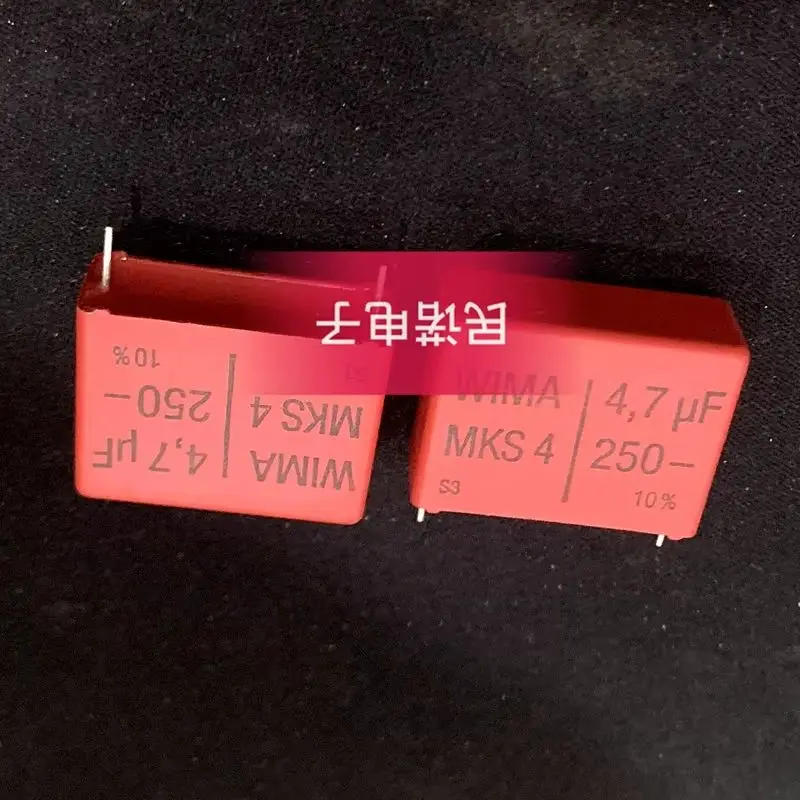 民诺电子
WIMA
MKS 4
S3
4,7 µF
250–
10%
WIMA
MKS 4
S3
4,7 µF
250–
10%